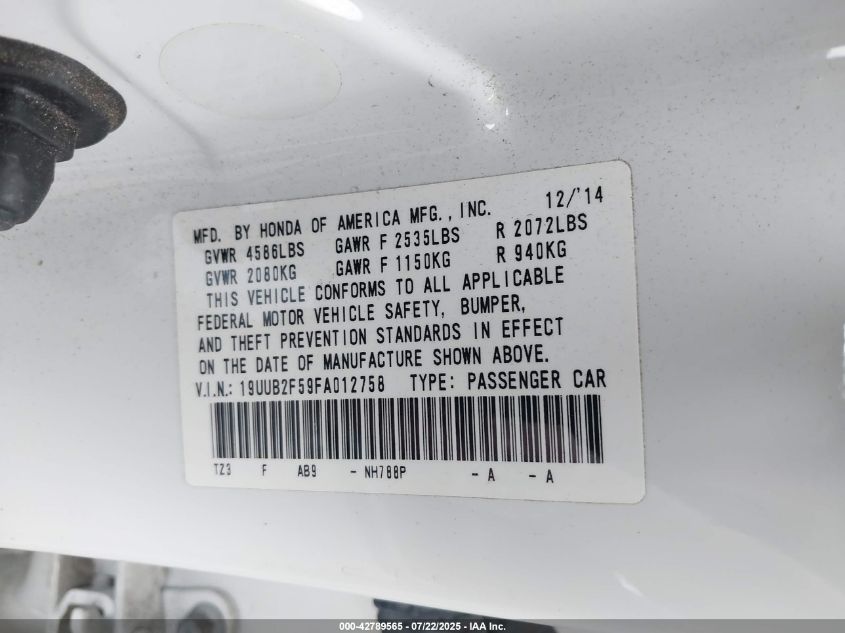 MFD. BY HONDA OF AMERICA MFG., INC. 12/'14
GVWR 4586LBS GAWR F 2535LBS R 2072LBS
GVWR 2080KG GAWR F 1150KG R 940KG
THIS VEHICLE CONFORMS TO ALL APPLICABLE
FEDERAL MOTOR VEHICLE SAFETY, BUMPER,
AND THEFT PREVENTION STANDARDS IN EFFECT
ON THE DATE OF MANUFACTURE SHOWN ABOVE.
V.I.N.: 19UUB2F59FA012758 TYPE: PASSENGER CAR
TZ3 F AB9 - NH788P - A - A
000-42789565 - 07/22/2025 - IAA Inc.